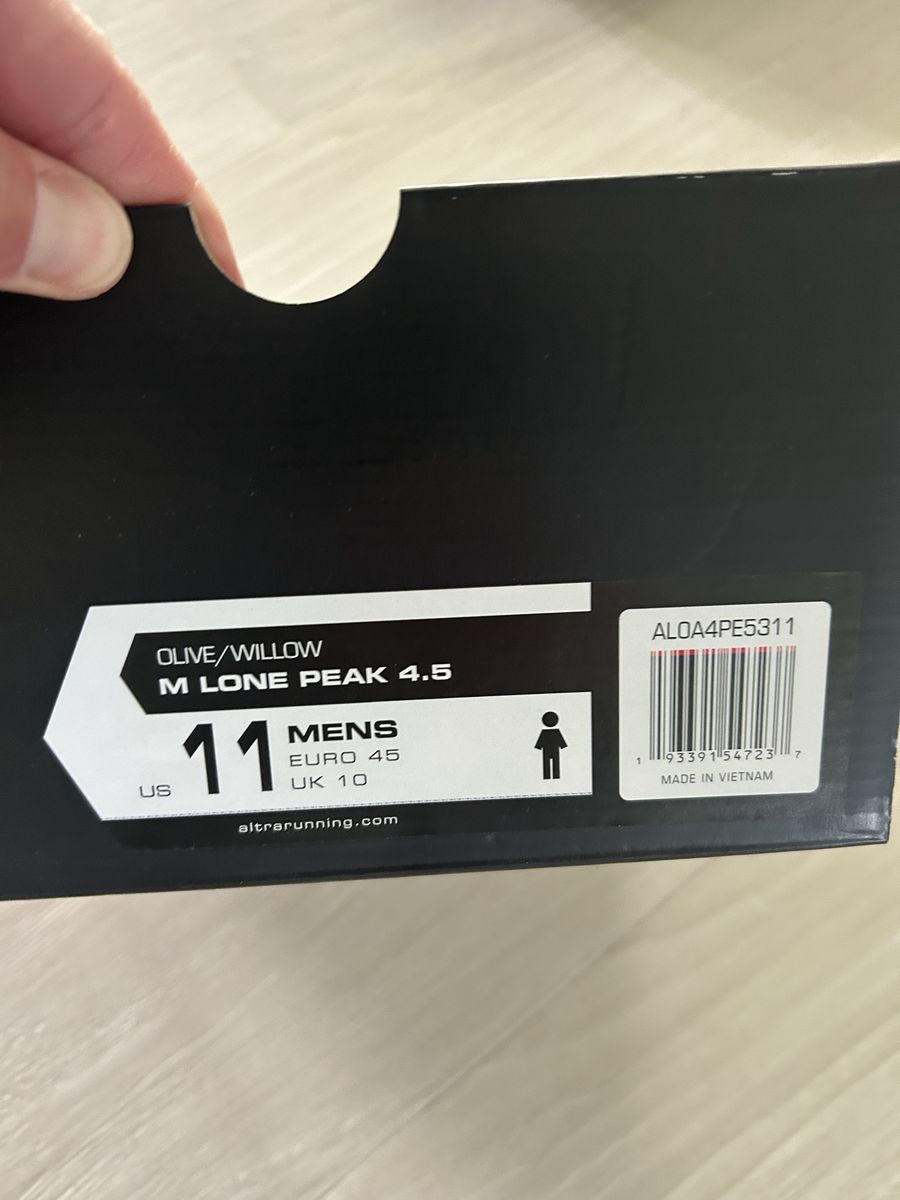 OLIVE/WILLOW
M LONE PEAK 4.5
US 11 MENS
EURO 45
UK 10
altrarunning.com
AL0A4PE5311
1 93391 54723 7
MADE IN VIETNAM